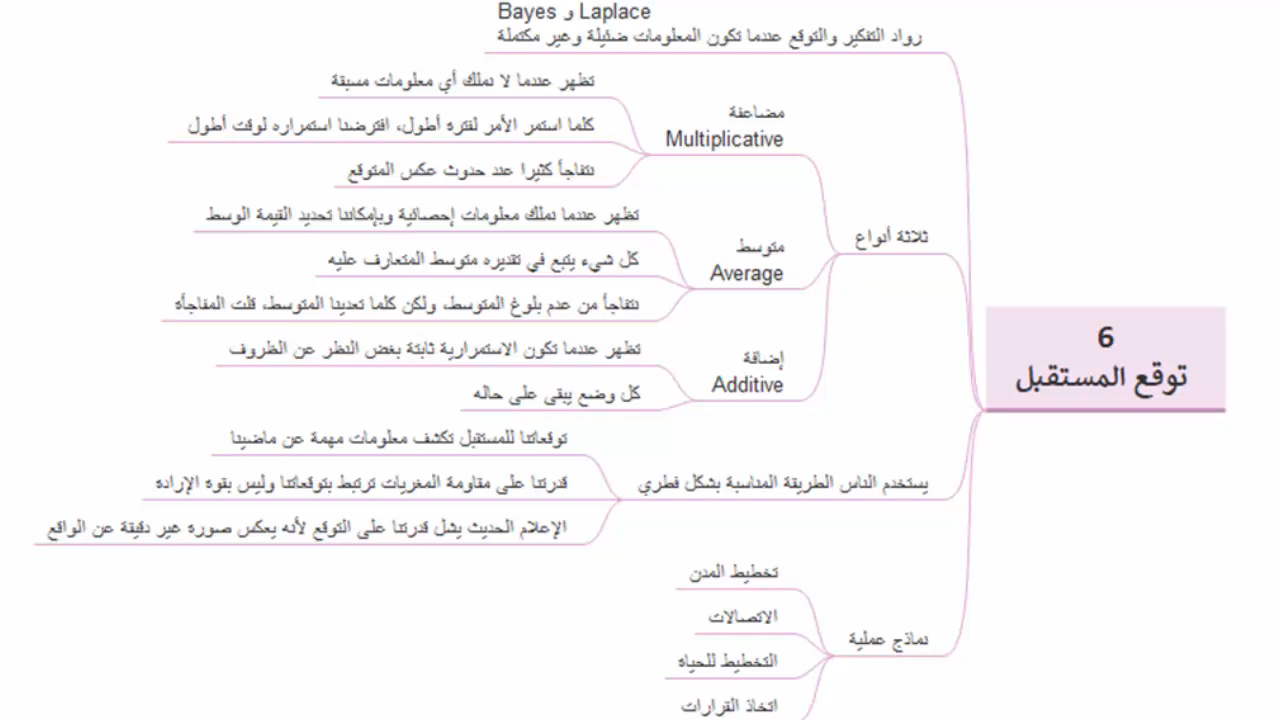 6
توقع المستقبل
Bayes و Laplace
رواد التفكير والتوقع عندما تكون المعلومات ضئيلة وغير مكتملة
ثلاثة أنواع
مضاعفة
Multiplicative
تظهر عندما لا نملك أي معلومات مسبقة
كلما استمر الأمر لفترة أطول، افترضنا استمراره لوقت أطول
نتفاجأ كثيرا عند حدوث عكس المتوقع
متوسط
Average
تظهر عندما نملك معلومات إحصائية وبإمكاننا تحديد القيمة الوسط
كل شيء يتبع في تقديره متوسط المتعارف عليه
نتفاجأ من عدم بلوغ المتوسط، ولكن كلما تعدينا المتوسط، قلت المفاجأة
إضافة
Additive
تظهر عندما تكون الاستمرارية ثابتة بغض النظر عن الظروف
كل وضع يبقى على حاله
يستخدم الناس الطريقة المناسبة بشكل فطري
توقعاتنا للمستقبل تكشف معلومات مهمة عن ماضينا
قدرتنا على مقاومة المغريات ترتبط بتوقعاتنا وليس بقوة الإرادة
الإعلام الحديث يشل قدرتنا على التوقع لأنه يعكس صورة غير دقيقة عن الواقع
نماذج عملية
تخطيط المدن
الاتصالات
التخطيط للحياة
اتخاذ القرارات